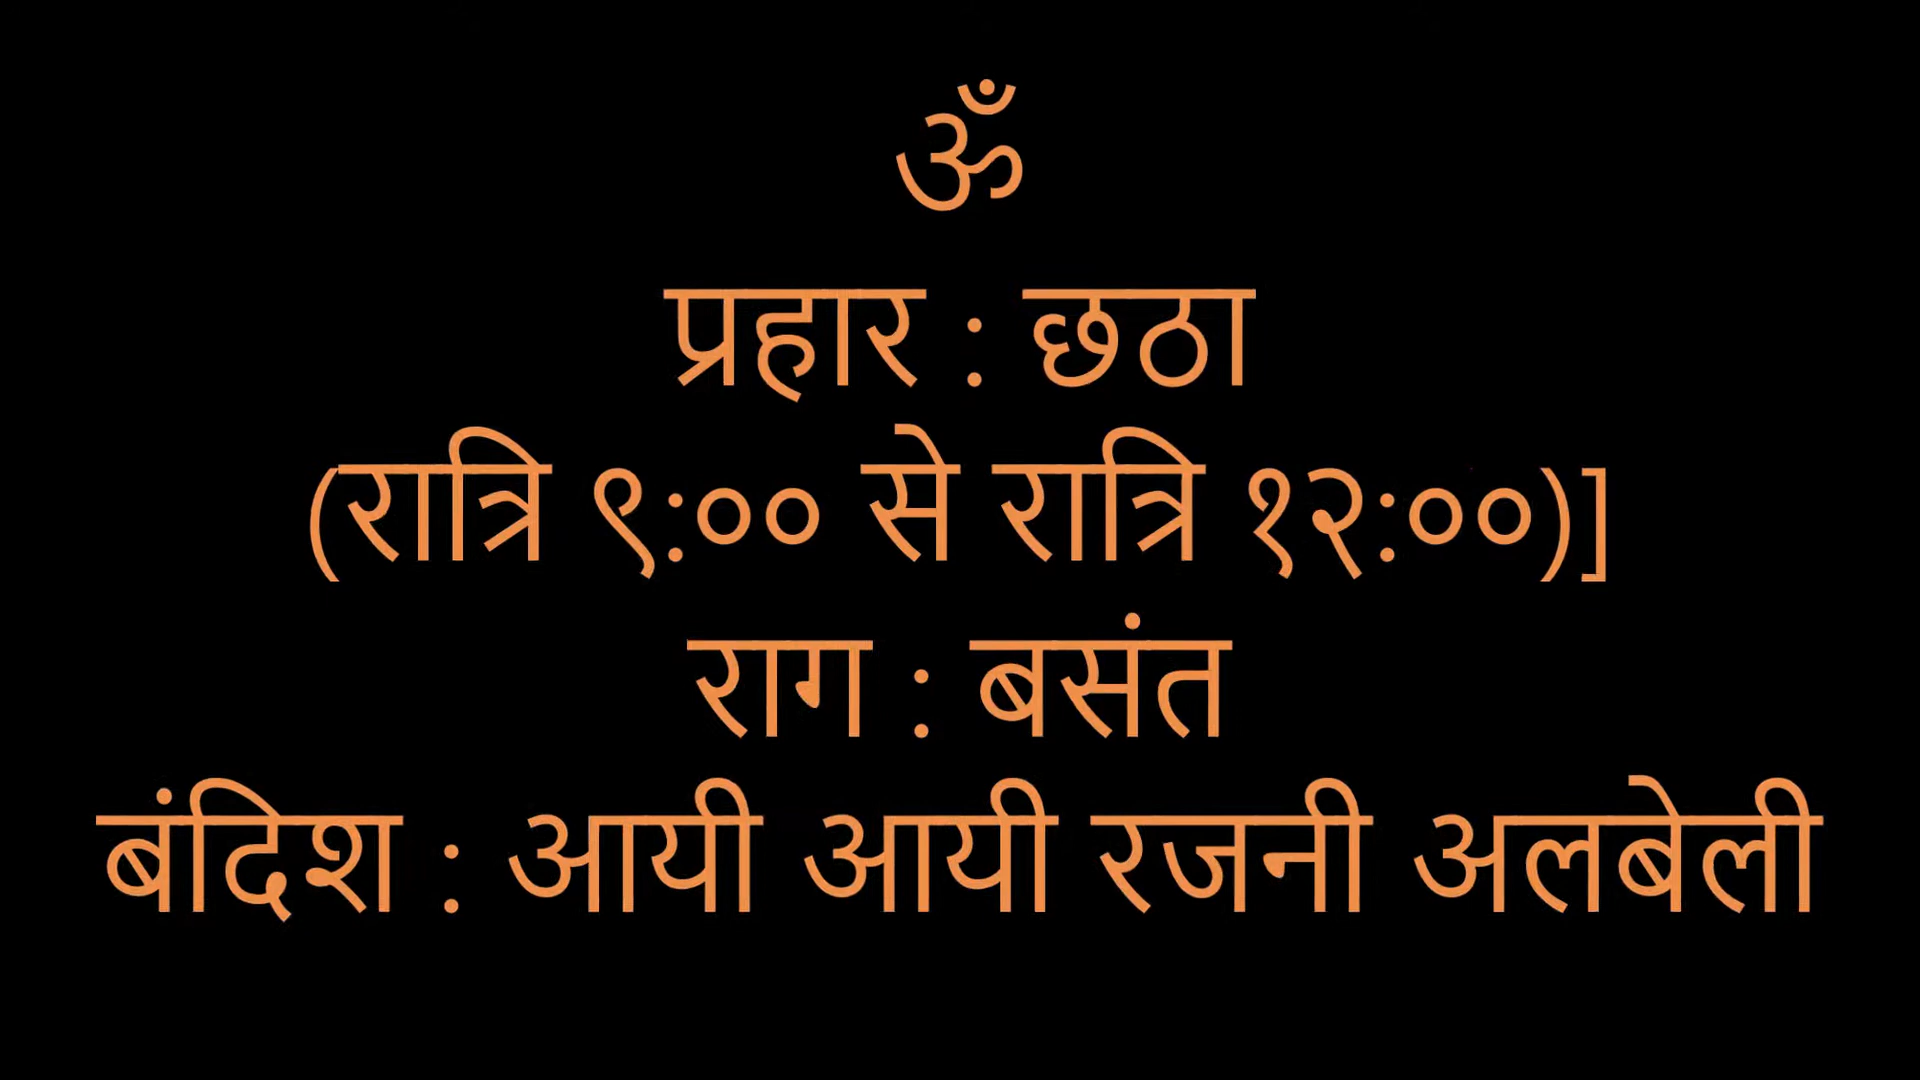 ॐ
प्रहार : छठा
(रात्रि ९:०० से रात्रि १२:००)]
राग : बसंत
बंदिश : आयी आयी रजनी अलबेली